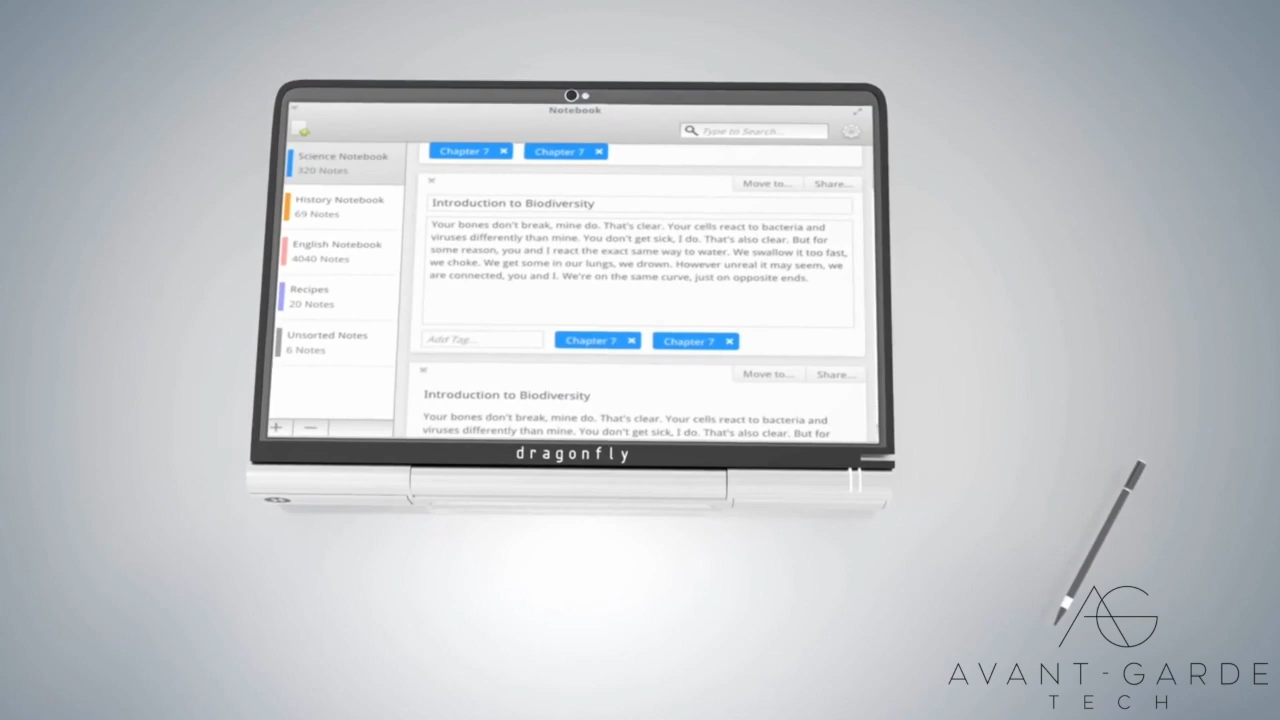 Notebook
Type to Search...
Science Notebook
320 Notes
History Notebook
69 Notes
English Notebook
4040 Notes
Recipes
20 Notes
Unsorted Notes
6 Notes
Chapter 7 Chapter 7
Move to... Share...
Introduction to Biodiversity
Your bones don't break, mine do. That's clear. Your cells react to bacteria and
viruses differently than mine. You don't get sick, I do. That's also clear. But for
some reason, you and I react the exact same way to water. We swallow it too fast,
we choke. We get some in our lungs, we drown. However unreal it may seem, we
are connected, you and I. We're on the same curve, just on opposite ends.
Add Tag... Chapter 7 Chapter 7
Move to... Share...
Introduction to Biodiversity
Your bones don't break, mine do. That's clear. Your cells react to bacteria and
viruses differently than mine. You don't get sick, I do. That's also clear. But for
dragonfly
AG
AVANT-GARDE
TECH